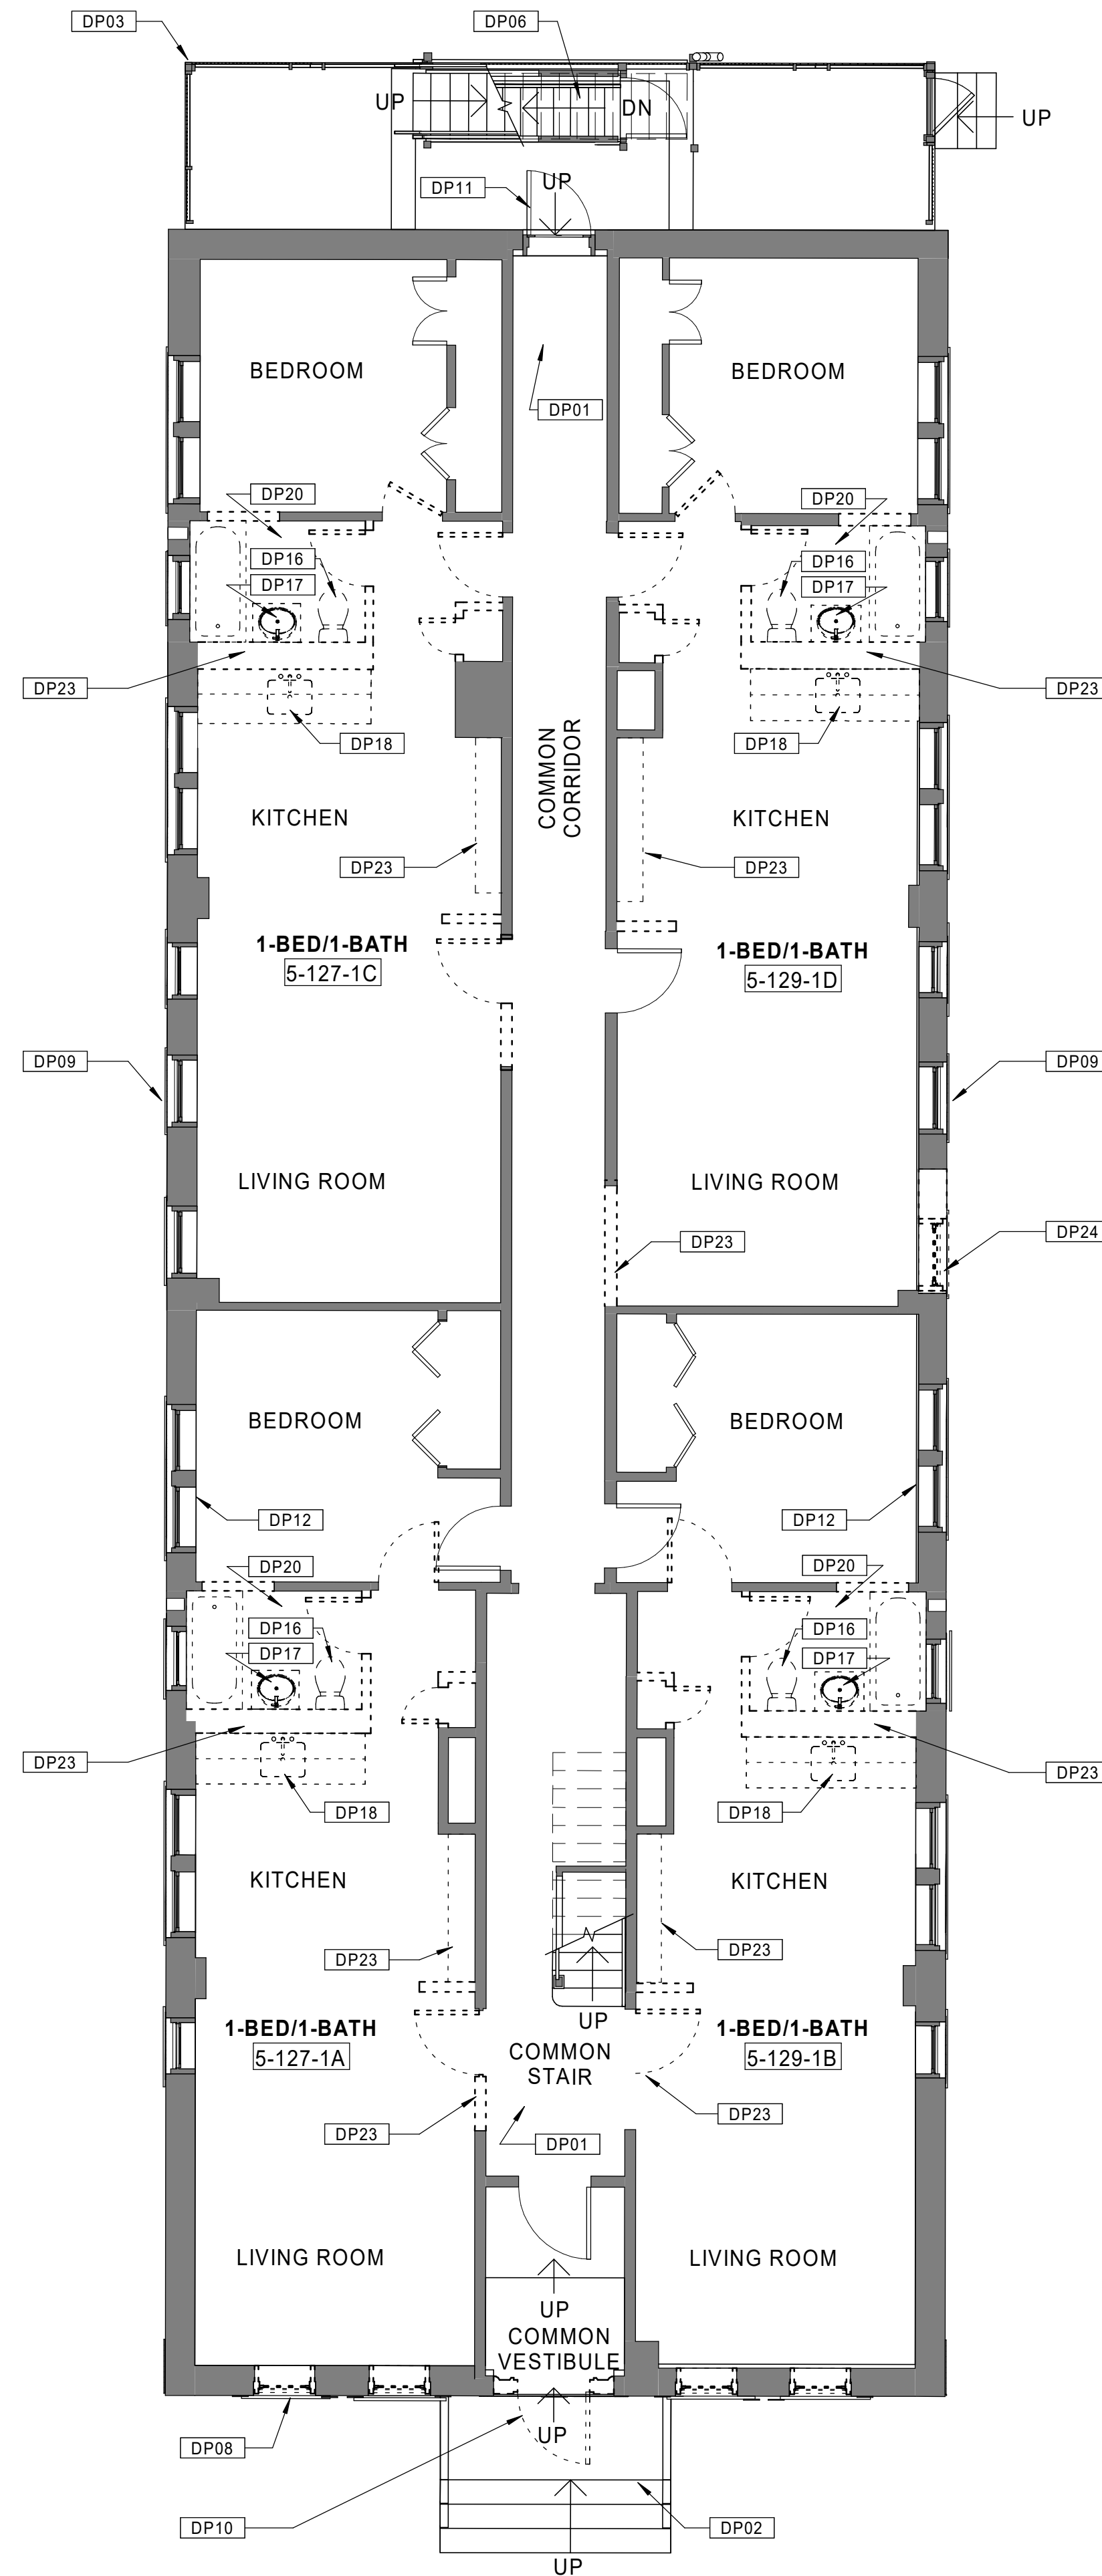 DP03
DP06
UP
DN
UP
DP11
UP
BEDROOM
BEDROOM
DP01
DP20
DP20
DP16
DP16
DP17
DP17
DP23
DP23
DP18
DP18
COMMON
CORRIDOR
KITCHEN
KITCHEN
DP23
DP23
1-BED/1-BATH
5-127-1C
1-BED/1-BATH
5-129-1D
DP09
DP09
LIVING ROOM
LIVING ROOM
DP23
DP24
BEDROOM
BEDROOM
DP12
DP12
DP20
DP20
DP16
DP16
DP17
DP17
DP23
DP23
DP18
DP18
KITCHEN
KITCHEN
DP23
DP23
UP
1-BED/1-BATH
5-127-1A
1-BED/1-BATH
5-129-1B
COMMON
STAIR
DP23
DP23
DP01
LIVING ROOM
LIVING ROOM
UP
COMMON
VESTIBULE
UP
DP08
DP10
DP02
UP